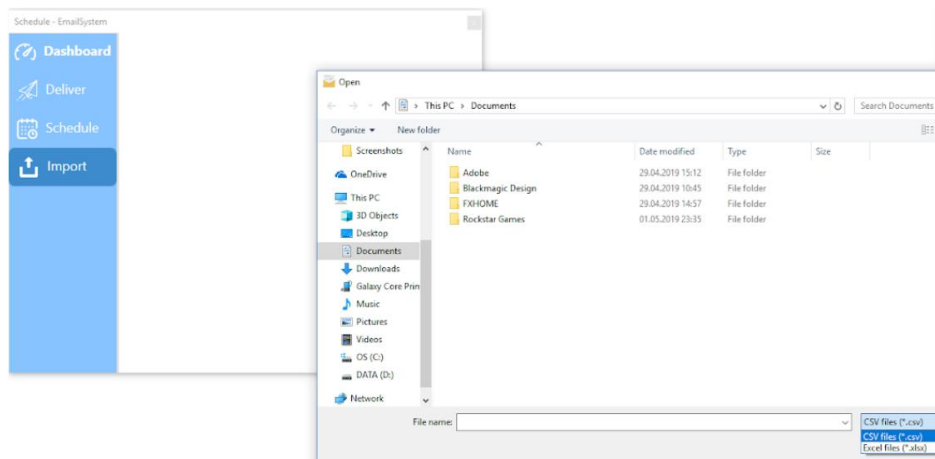 Schedule - EmailSystem
Dashboard
Deliver
Schedule
Import
Open
This PC > Documents
Search Documents
Organize
New folder
Screenshots
OneDrive
This PC
3D Objects
Desktop
Documents
Downloads
Galaxy Core Prin
Music
Pictures
Videos
OS (C:)
DATA (D:)
Network
Name Date modified Type Size
Adobe 29.04.2019 15:12 File folder
Blackmagic Design 29.04.2019 10:45 File folder
FXHOME 29.04.2019 14:57 File folder
Rockstar Games 01.05.2019 23:35 File folder
File name:
CSV files (*.csv)
CSV files (*.csv)
Excel files (*.xlsx)